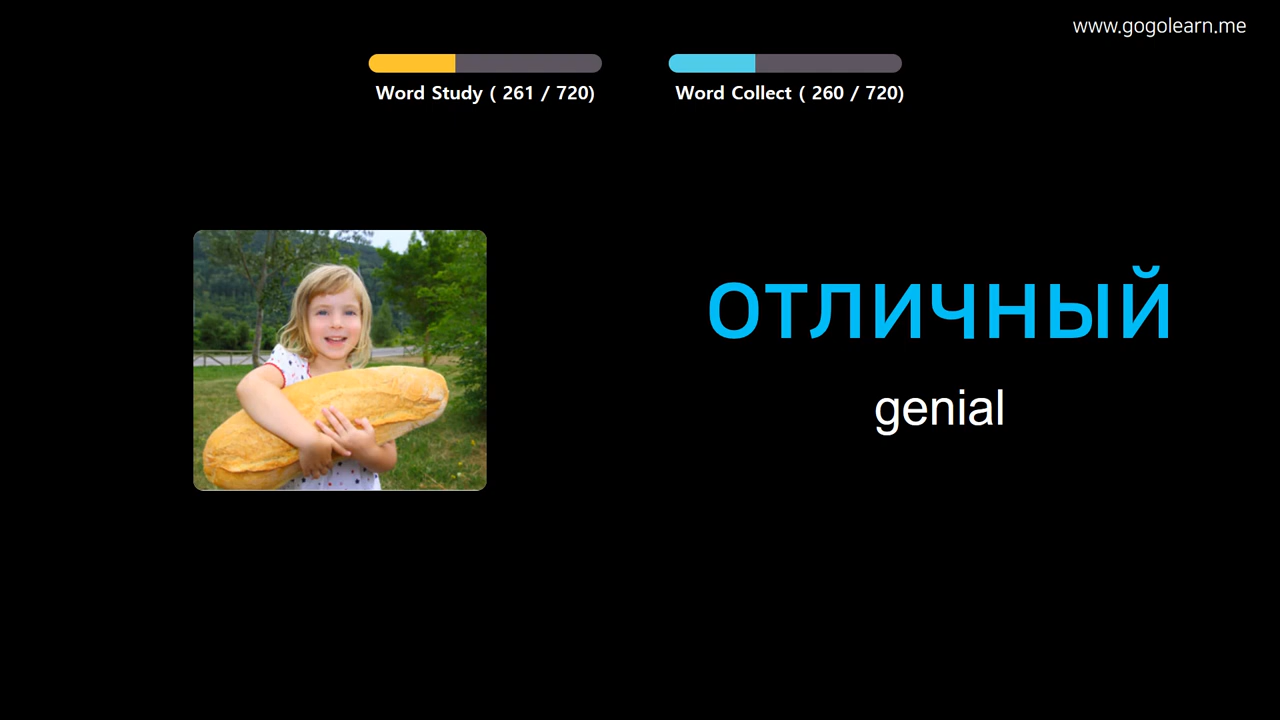 www.gogolearn.me
Word Study ( 261 / 720)
Word Collect ( 260 / 720)
отличный
genial